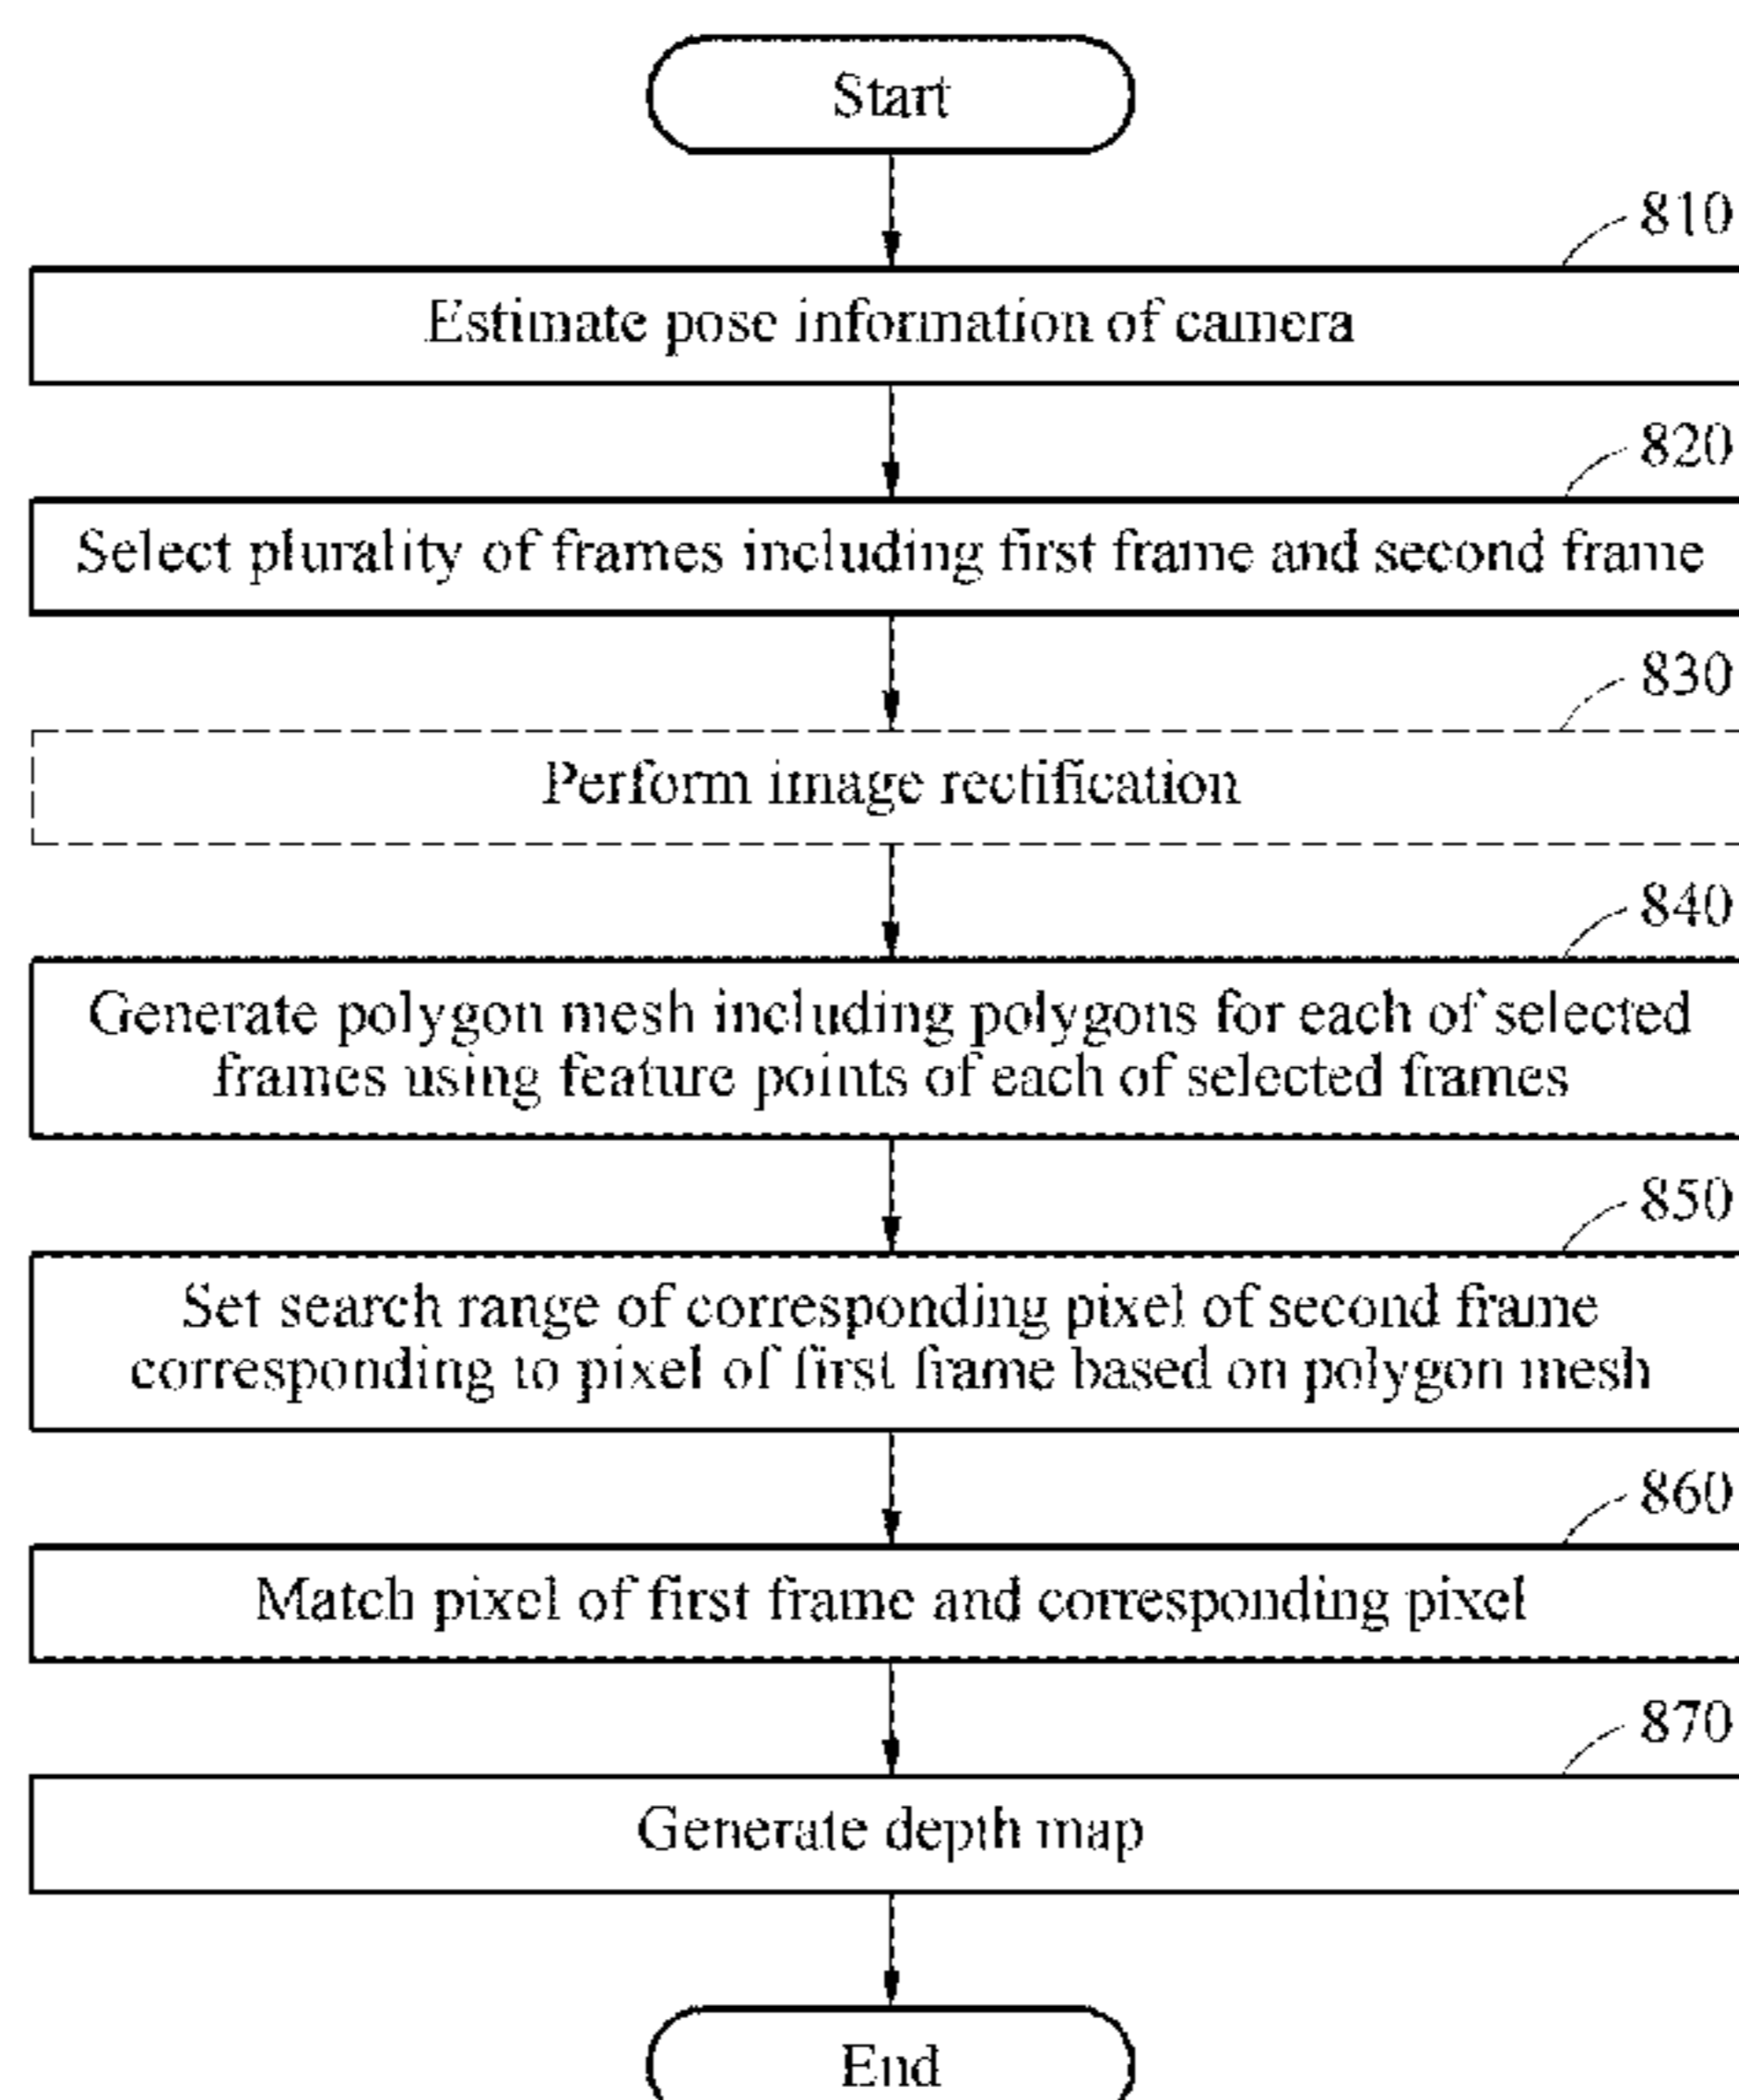 Start
810
Estimate pose information of camera
820
Select plurality of frames including first frame and second frame
830
Perform image rectification
840
Generate polygon mesh including polygons for each of selected
frames using feature points of each of selected frames
850
Set search range of corresponding pixel of second frame
corresponding to pixel of first frame based on polygon mesh
860
Match pixel of first frame and corresponding pixel
870
Generate depth map
End